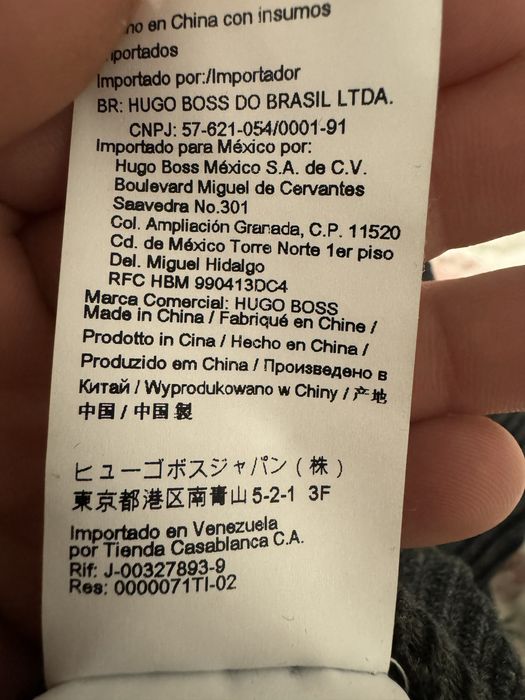 en China con insumos
Importado por:/Importador
BR: HUGO BOSS DO BRASIL LTDA.
CNPJ: 57-621-054/0001-91
Importado para México por:
Hugo Boss México S.A. de C.V.
Boulevard Miguel de Cervantes
Saavedra No.301
Col. Ampliación Granada, C.P. 11520
Cd. de México Torre Norte 1er piso
Del. Miguel Hidalgo
RFC HBM 990413DC4
Marca Comercial: HUGO BOSS
Made in China / Fabriqué en Chine /
Prodotto in Cina / Hecho en China /
Produzido em China / Произведено в
Китай / Wyprodukowano w Chiny / 产地
中国 / 中国 製
ヒューゴボスジャパン ( 株 )
東京都港区南青山 5-2-1 3F
Importado en Venezuela
por Tienda Casablanca C.A.
Rif: J-00327893-9
Res: 0000071TI-02